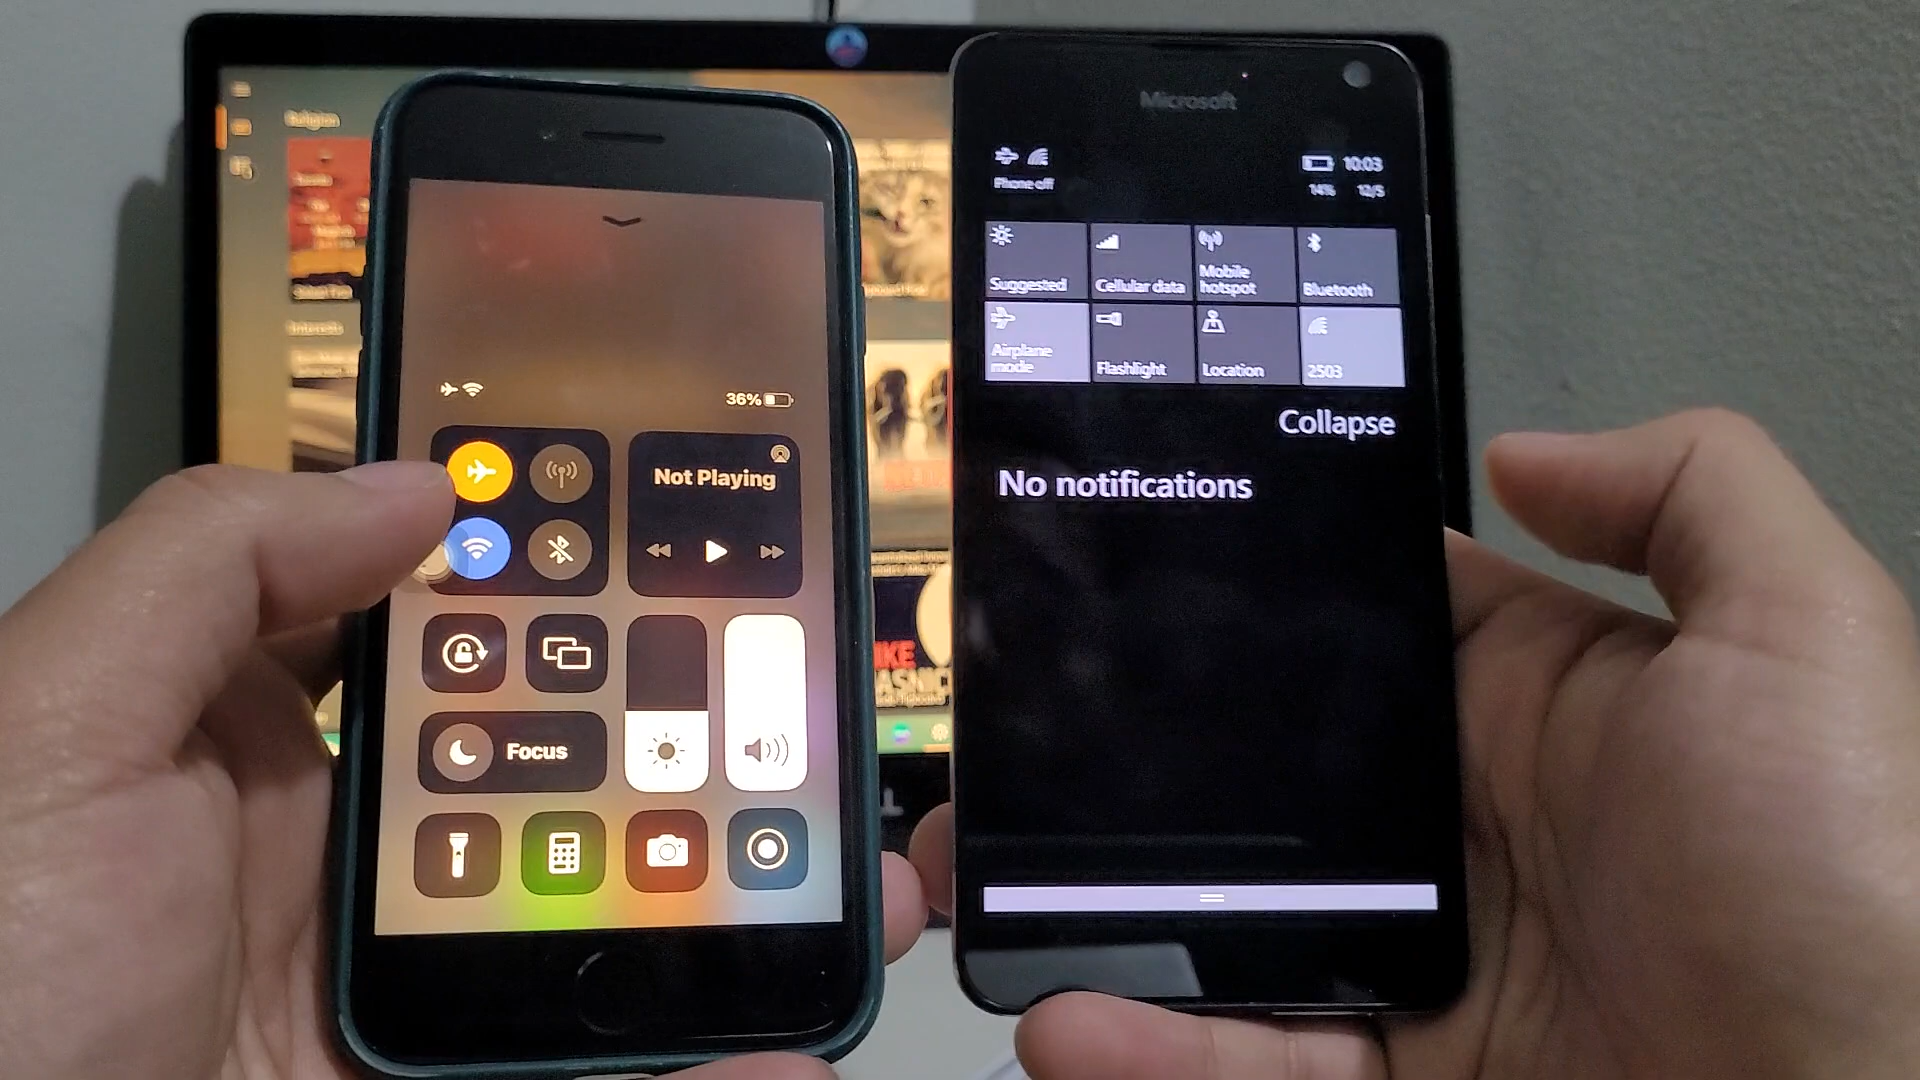 Religion
36%
Not Playing
Focus
Microsoft
Phone off
10:03
14% 12/5
Suggested
Cellular data
Mobile hotspot
Bluetooth
Airplane mode
Flashlight
Location
2503
Collapse
No notifications